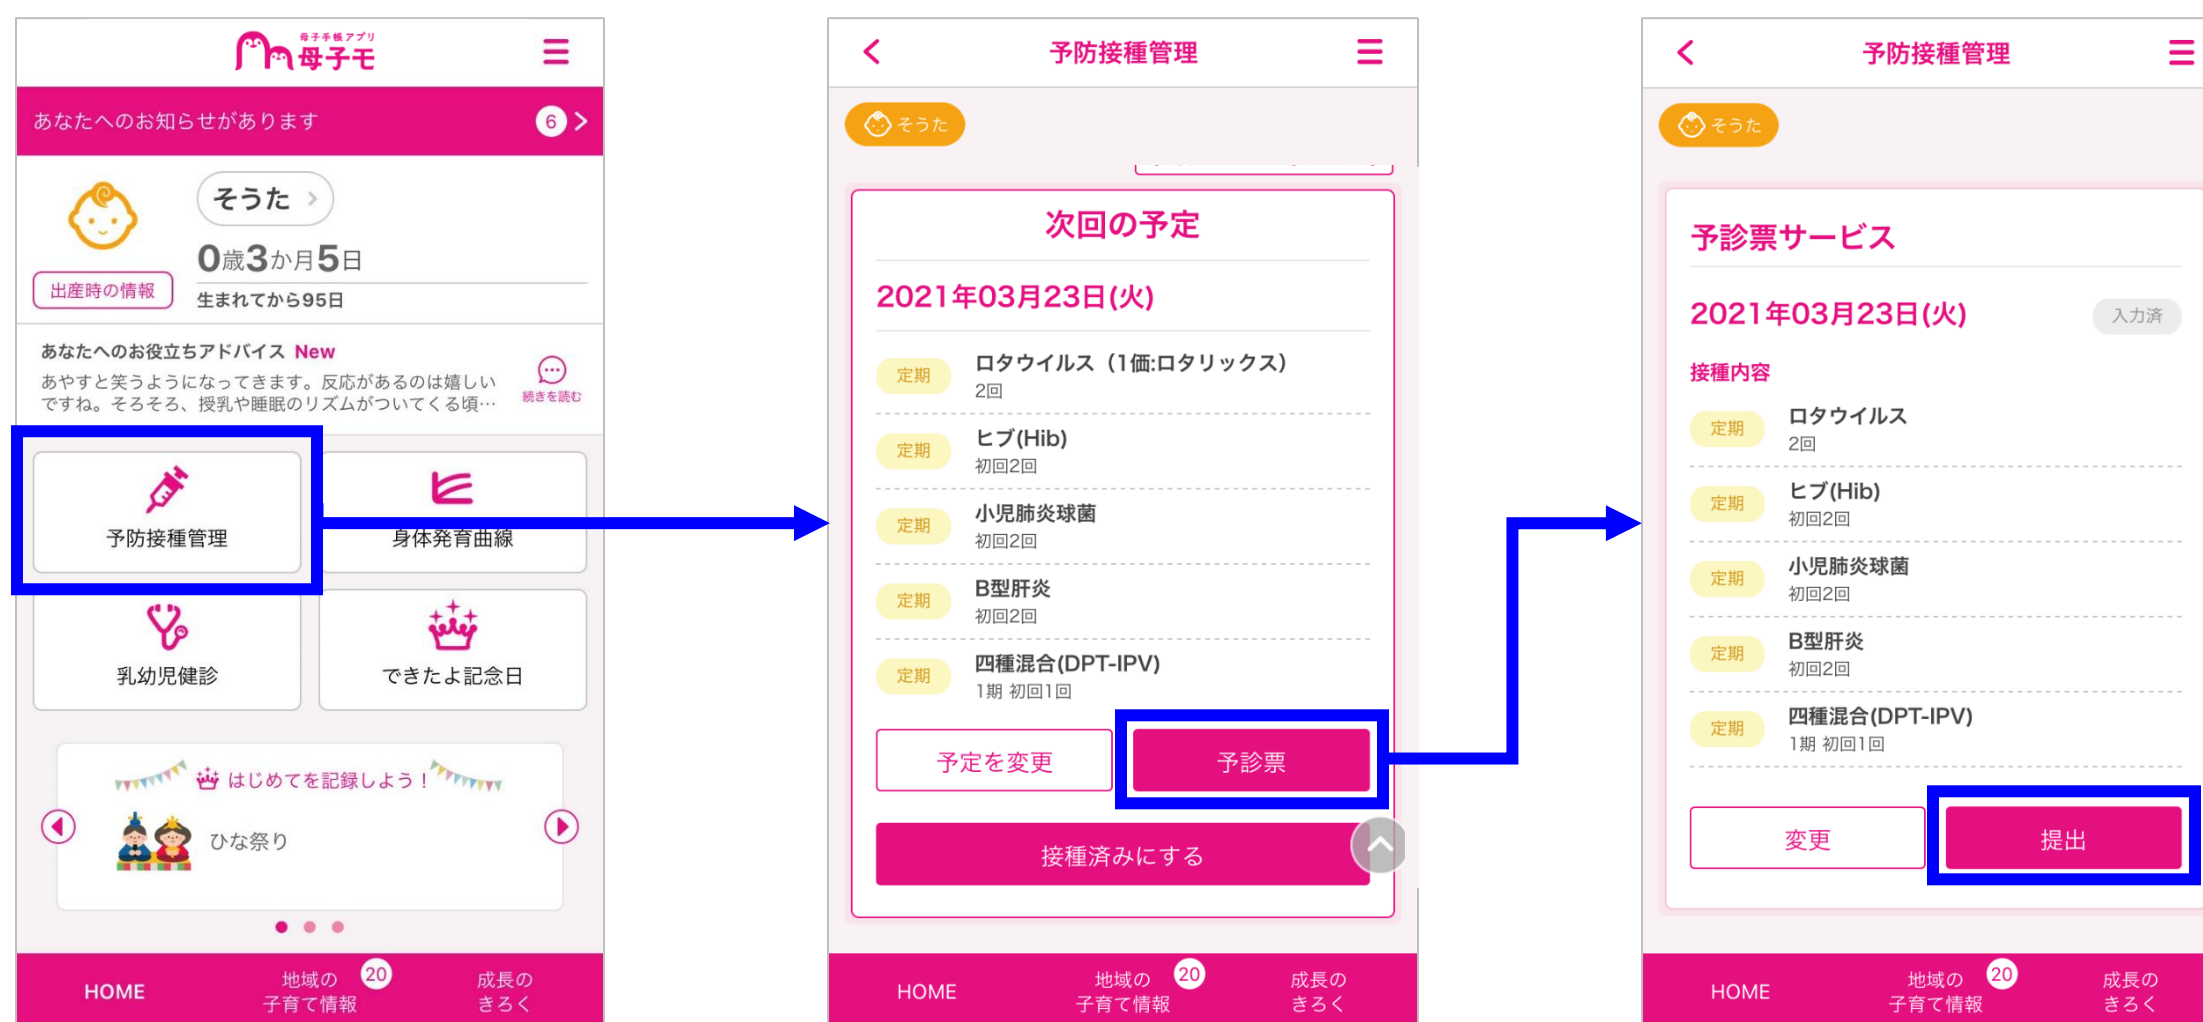 母子手帳アプリ
母子モ
あなたへのお知らせがあります
6
そうた
0歳3か月5日
出産時の情報
生まれてから95日
あなたへのお役立ちアドバイス New
あやすと笑うようになってきます。反応があるのは嬉しい
ですね。そろそろ、授乳や睡眠のリズムがついてくる頃…
続きを読む
予防接種管理
身体発育曲線
乳幼児健診
できたよ記念日
はじめてを記録しよう！
ひな祭り
HOME
地域の
子育て情報
20
成長の
きろく
予防接種管理
そうた
次回の予定
2021年03月23日(火)
定期
ロタウイルス（1価:ロタリックス）
2回
定期
ヒブ(Hib)
初回2回
定期
小児肺炎球菌
初回2回
定期
B型肝炎
初回2回
定期
四種混合(DPT-IPV)
1期 初回1回
予定を変更
予診票
接種済みにする
HOME
地域の
子育て情報
20
成長の
きろく
予防接種管理
そうた
予診票サービス
2021年03月23日(火)
入力済
接種内容
定期
ロタウイルス
2回
定期
ヒブ(Hib)
初回2回
定期
小児肺炎球菌
初回2回
定期
B型肝炎
初回2回
定期
四種混合(DPT-IPV)
1期 初回1回
変更
提出
HOME
地域の
子育て情報
20
成長の
きろく